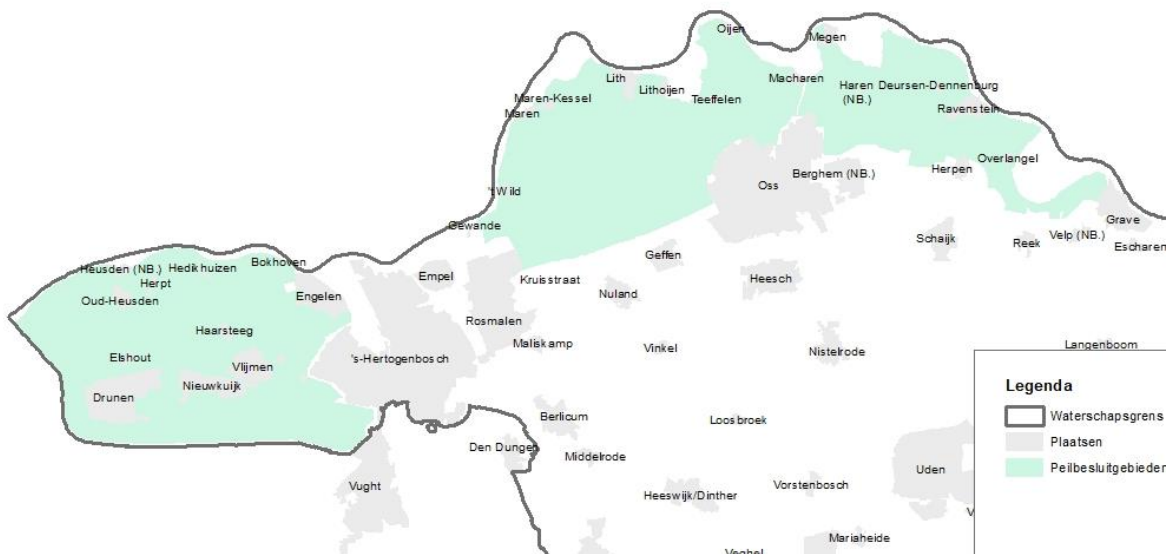 Oijen
Megen
Lith
Lithoijen
Macharen
Haren
(NB.)
Deursen-Dennenburg
Maren-Kessel
Maren
Teeffelen
Ravenstein
Overlangel
Herpen
Berghem (NB.)
Oss
't Wild
Gewande
Grave
Velp (NB.)
Escharen
Reek
Schaijk
Geffen
Heesch
Nuland
Kruisstraat
Empel
Rosmalen
Bokhoven
Engelen
Heusden (NB.)
Hedikhuizen
Herpt
Oud-Heusden
Haarsteeg
Elshout
Vlijmen
Nieuwkuijk
Drunen
's-Hertogenbosch
Maliskamp
Vinkel
Nistelrode
Langenboom
Berlicum
Loosbroek
Den Dungen
Middelrode
Vught
Heeswijk/Dinther
Vorstenbosch
Uden
Mariaheide
Veghel
V
Legenda
Waterschapsgrens
Plaatsen
Peilbesluitgebieden